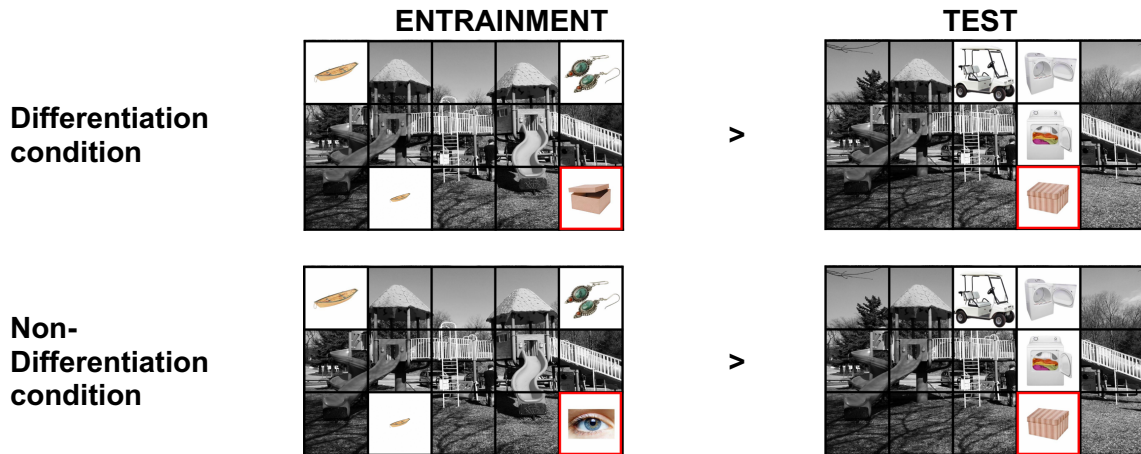 ENTRAINMENT
TEST
Differentiation
condition
>
Non-
Differentiation
condition
>